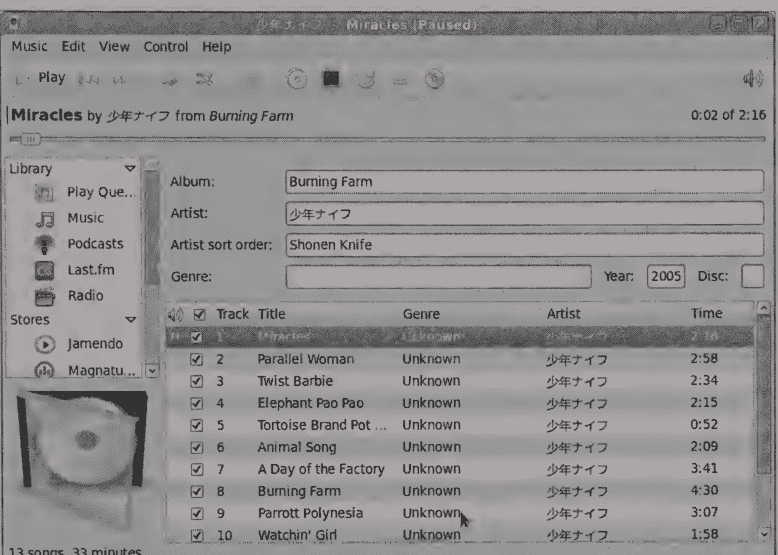 少年ナイフ - Miracles (Paused)
Music Edit View Control Help
Play
Miracles by 少年ナイフ from Burning Farm 0:02 of 2:16
Library
Play Que...
Music
Podcasts
Last.fm
Radio
Stores
Jamendo
Magnatu...
Album: Burning Farm
Artist: 少年ナイフ
Artist sort order: Shonen Knife
Genre: Year: 2005 Disc:
Track Title Genre Artist Time
1 Miracles Unknown 少年ナイフ 2:16
2 Parallel Woman Unknown 少年ナイフ 2:58
3 Twist Barbie Unknown 少年ナイフ 2:34
4 Elephant Pao Pao Unknown 少年ナイフ 2:15
5 Tortoise Brand Pot ... Unknown 少年ナイフ 0:52
6 Animal Song Unknown 少年ナイフ 2:09
7 A Day of the Factory Unknown 少年ナイフ 3:41
8 Burning Farm Unknown 少年ナイフ 4:30
9 Parrott Polynesia Unknown 少年ナイフ 3:07
10 Watchin' Girl Unknown 少年ナイフ 1:58
13 songs, 33 minutes